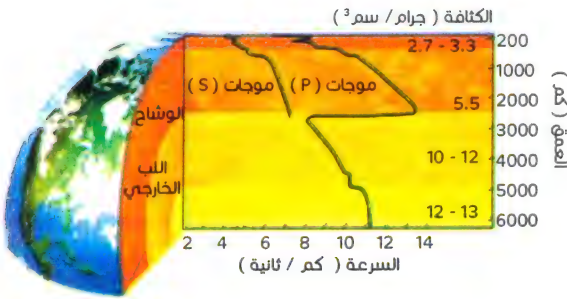 الكثافة ( جرام / سم³ )
200
2.7 - 3.3
1000
موجات ( P )
موجات ( S )
2000
5.5
الوشاح
3000
العمق ( كم )
10 - 12
4000
اللب
الخارجي
5000
12 - 13
6000
2 4 6 8 10 12 14
السرعة ( كم / ثانية )